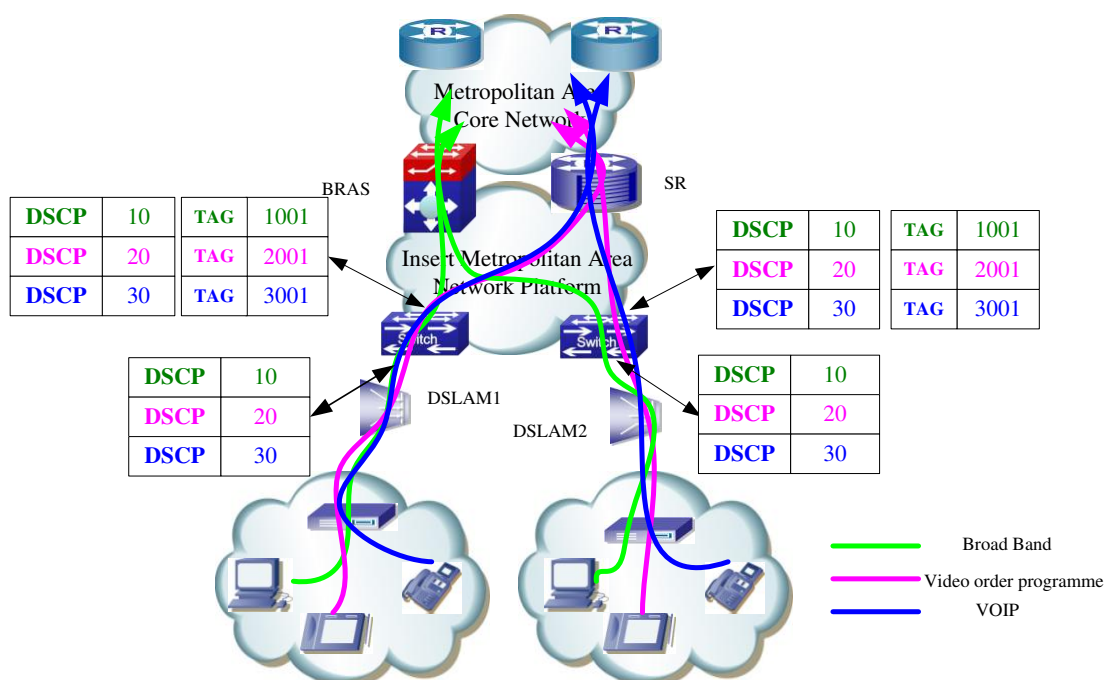 R
R
Metropolitan Area
Core Network
BRAS
SR
DSCP 10 TAG 1001
DSCP 20 TAG 2001
DSCP 30 TAG 3001
DSCP 10 TAG 1001
DSCP 20 TAG 2001
DSCP 30 TAG 3001
Insert Metropolitan Area
Network Platform
Switch
Switch
DSCP 10
DSCP 20
DSCP 30
DSLAM1
DSLAM2
DSCP 10
DSCP 20
DSCP 30
Broad Band
Video order programme
VOIP